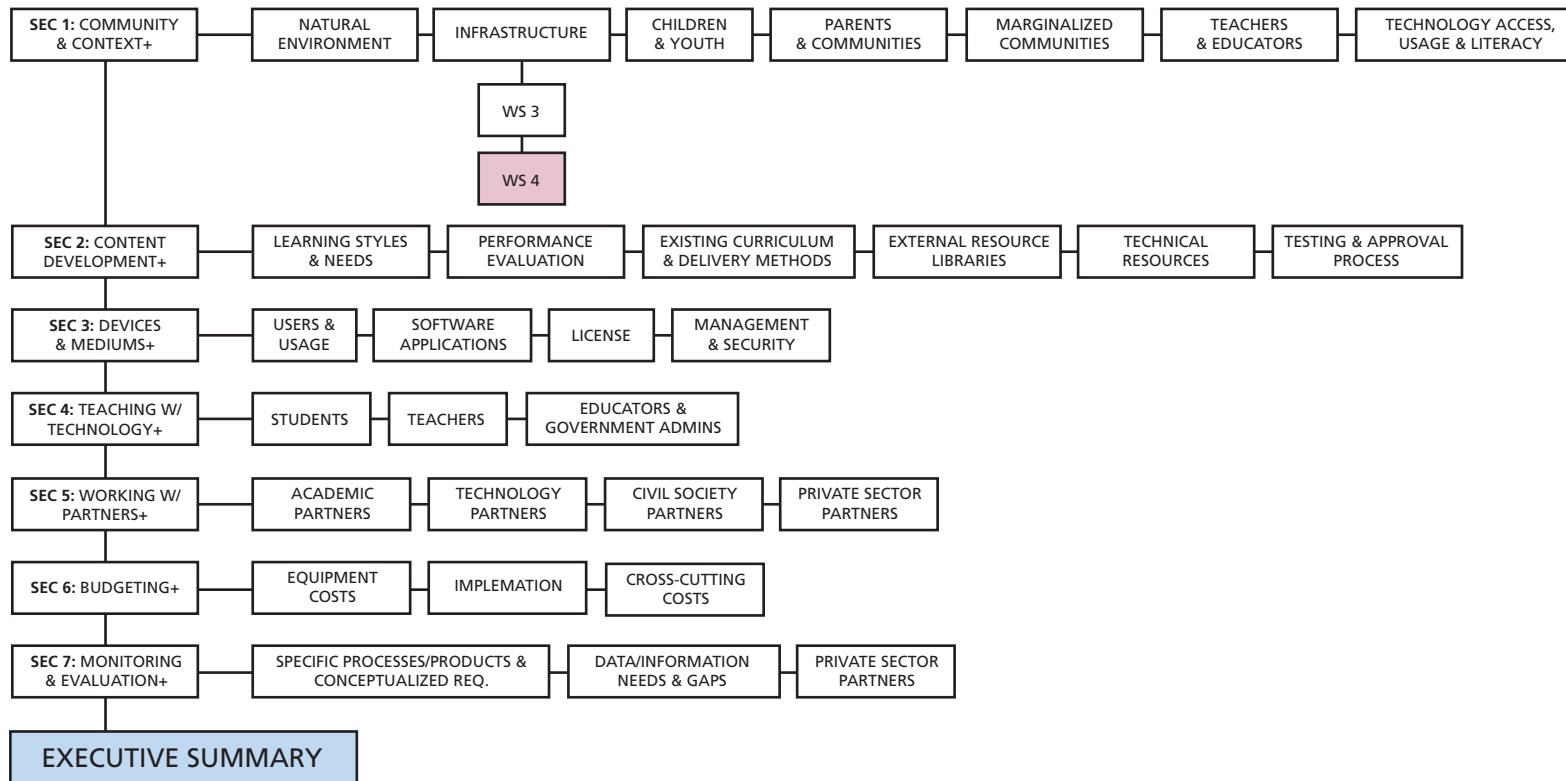 SEC 1: COMMUNITY
& CONTEXT+
NATURAL
ENVIRONMENT
INFRASTRUCTURE
CHILDREN
& YOUTH
PARENTS
& COMMUNITIES
MARGINALIZED
COMMUNITIES
TEACHERS
& EDUCATORS
TECHNOLOGY ACCESS,
USAGE & LITERACY
WS 3
WS 4
SEC 2: CONTENT
DEVELOPMENT+
LEARNING STYLES
& NEEDS
PERFORMANCE
EVALUATION
EXISTING CURRICULUM
& DELIVERY METHODS
EXTERNAL RESOURCE
LIBRARIES
TECHNICAL
RESOURCES
TESTING & APPROVAL
PROCESS
SEC 3: DEVICES
& MEDIUMS+
USERS &
USAGE
SOFTWARE
APPLICATIONS
LICENSE
MANAGEMENT
& SECURITY
SEC 4: TEACHING W/
TECHNOLOGY+
STUDENTS
TEACHERS
EDUCATORS &
GOVERNMENT ADMINS
SEC 5: WORKING W/
PARTNERS+
ACADEMIC
PARTNERS
TECHNOLOGY
PARTNERS
CIVIL SOCIETY
PARTNERS
PRIVATE SECTOR
PARTNERS
SEC 6: BUDGETING+
EQUIPMENT
COSTS
IMPLEMATION
CROSS-CUTTING
COSTS
SEC 7: MONITORING
& EVALUATION+
SPECIFIC PROCESSES/PRODUCTS &
CONCEPTUALIZED REQ.
DATA/INFORMATION
NEEDS & GAPS
PRIVATE SECTOR
PARTNERS
EXECUTIVE SUMMARY